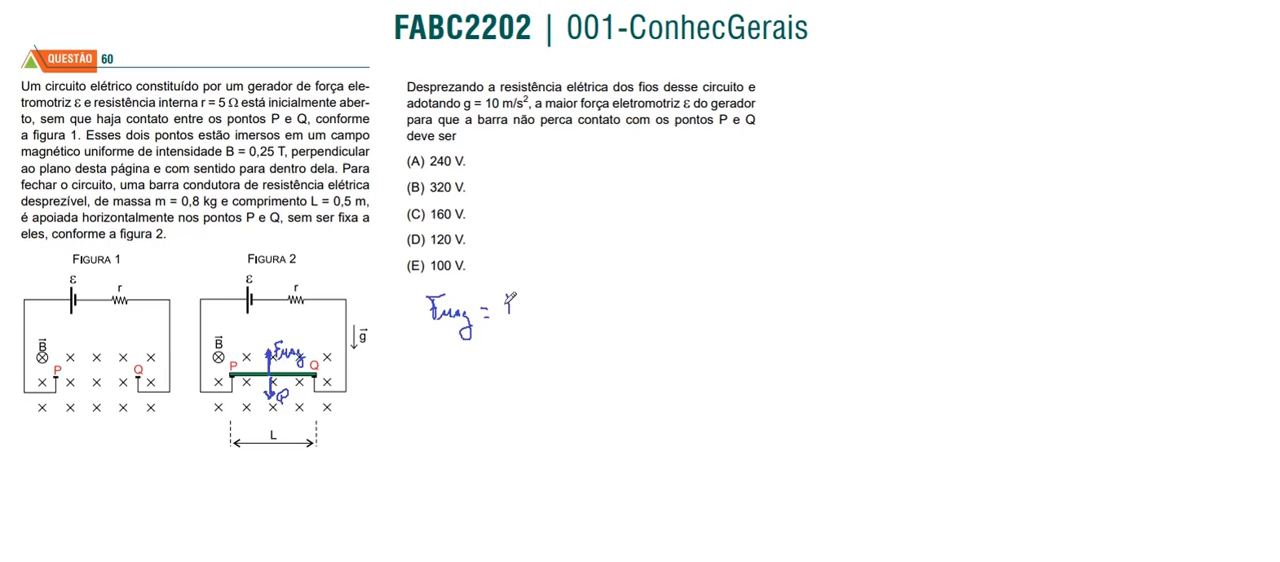 FABC2202 | 001-ConhecGerais
QUESTÃO 60
Um circuito elétrico constituído por um gerador de força ele-
tromotriz ε e resistência interna r = 5 Ω está inicialmente aber-
to, sem que haja contato entre os pontos P e Q, conforme
a figura 1. Esses dois pontos estão imersos em um campo
magnético uniforme de intensidade B = 0,25 T, perpendicular
ao plano desta página e com sentido para dentro dela. Para
fechar o circuito, uma barra condutora de resistência elétrica
desprezível, de massa m = 0,8 kg e comprimento L = 0,5 m,
é apoiada horizontalmente nos pontos P e Q, sem ser fixa a
eles, conforme a figura 2.
FIGURA 1
ε
r
B
P
Q
FIGURA 2
ε
r
B
g
P
Fmag
Q
P
L
Desprezando a resistência elétrica dos fios desse circuito e
adotando g = 10 m/s², a maior força eletromotriz ε do gerador
para que a barra não perca contato com os pontos P e Q
deve ser
(A) 240 V.
(B) 320 V.
(C) 160 V.
(D) 120 V.
(E) 100 V.
Fmag =